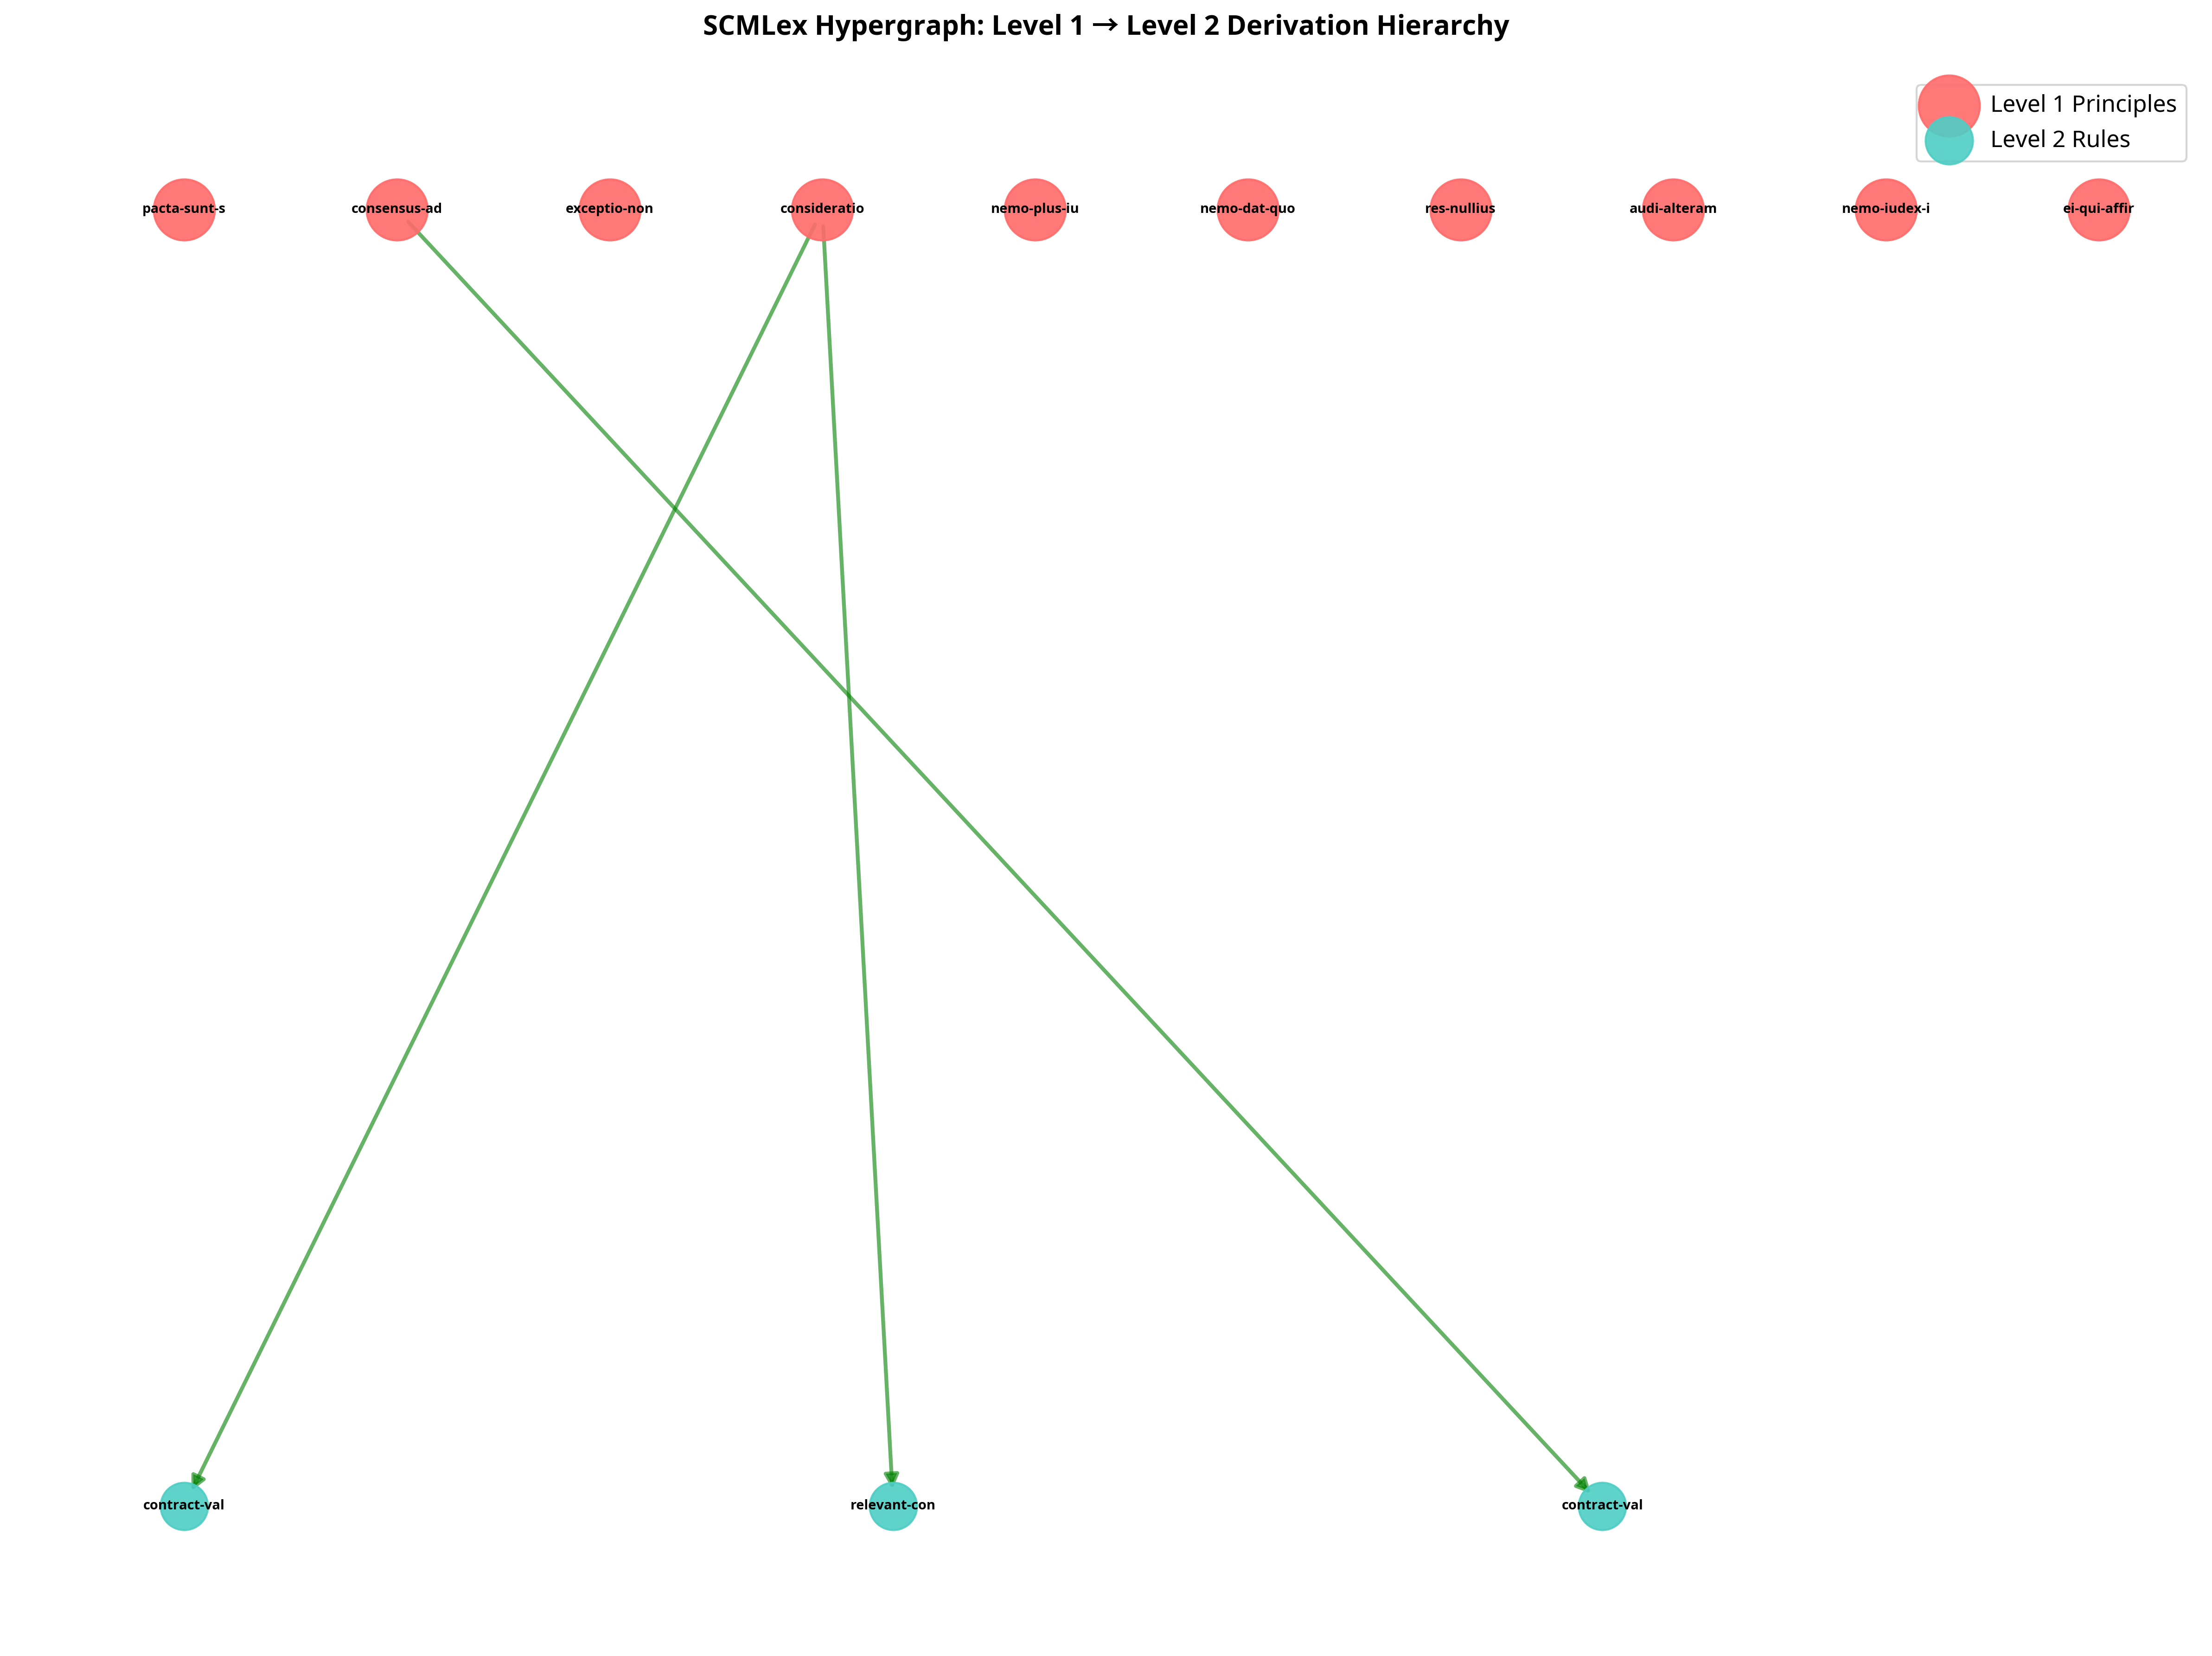 SCMLex Hypergraph: Level 1 → Level 2 Derivation Hierarchy
Level 1 Principles
Level 2 Rules
pacta-sunt-s
consensus-ad
exceptio-non
consideratio
nemo-plus-iu
nemo-dat-quo
res-nullius
audi-alteram
nemo-iudex-i
ei-qui-affir
contract-val
relevant-con
contract-val